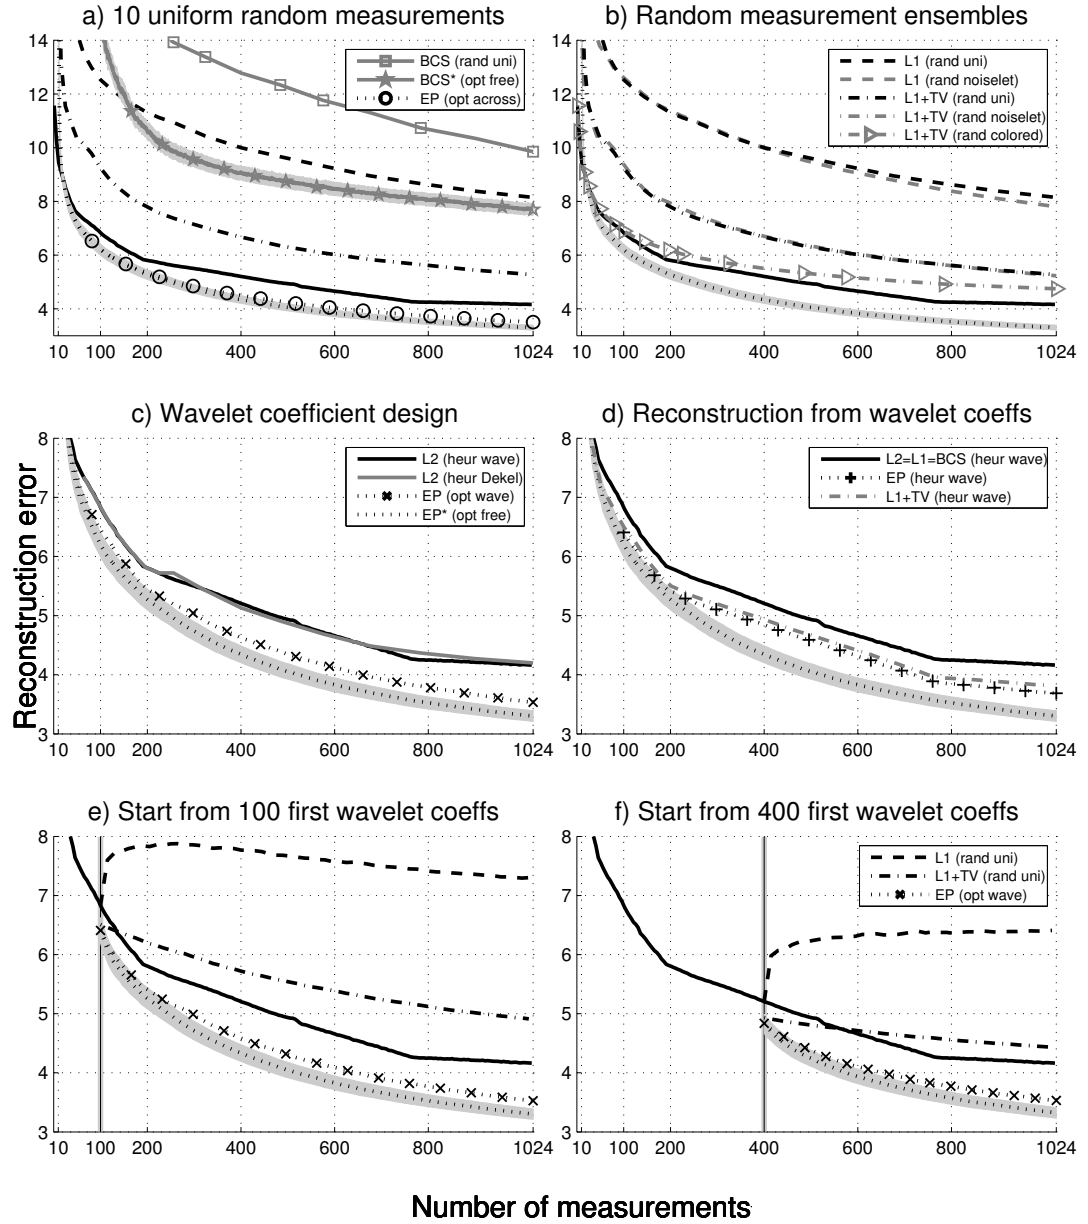 a) 10 uniform random measurements
14
12
10
8
6
4
10 100 200 400 600 800 1024
BCS (rand uni)
BCS* (opt free)
EP (opt across)
b) Random measurement ensembles
14
12
10
8
6
4
10 100 200 400 600 800 1024
L1 (rand uni)
L1 (rand noiselet)
L1+TV (rand uni)
L1+TV (rand noiselet)
L1+TV (rand colored)
c) Wavelet coefficient design
8
7
6
5
4
3
10 100 200 400 600 800 1024
L2 (heur wave)
L2 (heur Dekel)
EP (opt wave)
EP* (opt free)
d) Reconstruction from wavelet coeffs
8
7
6
5
4
3
10 100 200 400 600 800 1024
L2=L1=BCS (heur wave)
EP (heur wave)
L1+TV (heur wave)
Reconstruction error
e) Start from 100 first wavelet coeffs
8
7
6
5
4
3
10 100 200 400 600 800 1024
f) Start from 400 first wavelet coeffs
8
7
6
5
4
3
10 100 200 400 600 800 1024
L1 (rand uni)
L1+TV (rand uni)
EP (opt wave)
Number of measurements